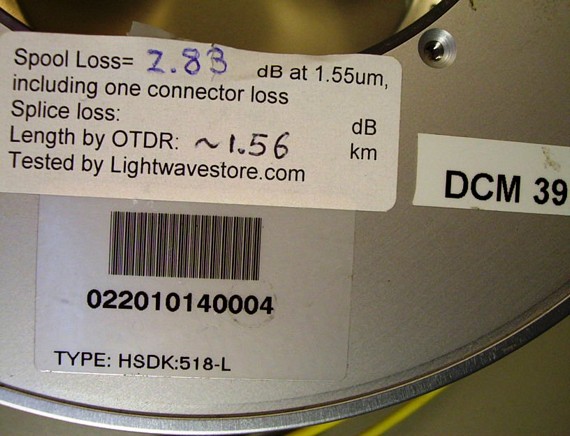 Spool Loss= 2.83 dB at 1.55um,
including one connector loss
Splice loss: dB
Length by OTDR: ~1.56 km
Tested by Lightwavestore.com
DCM 39
022010140004
TYPE: HSDK:518-L